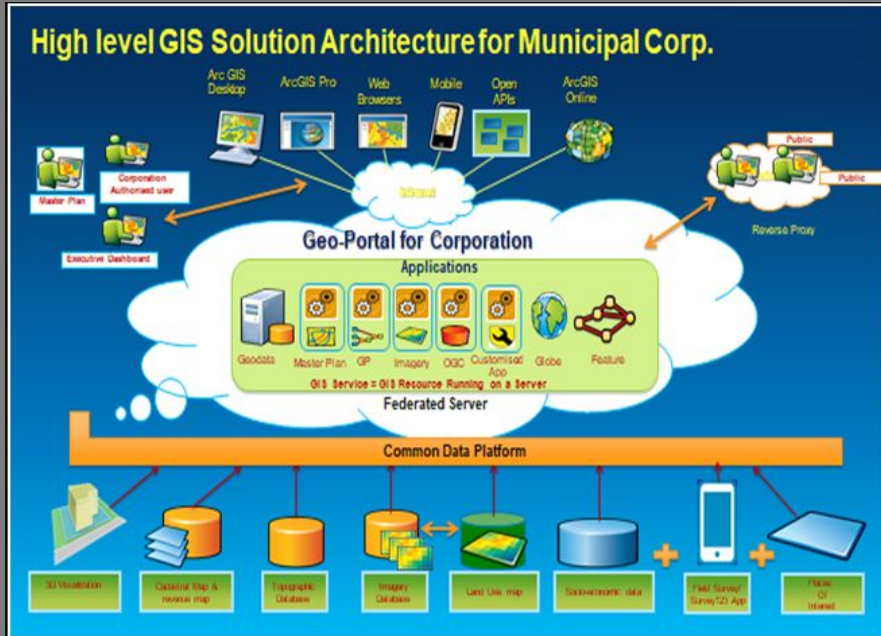 High level GIS Solution Architecture for Municipal Corp.
Arc GIS
Desktop
ArcGIS Pro
Web
Browsers
Mobile
Open
APIs
ArcGIS
Online
Master Plan
Corporation
Authorised user
Executive Dashboard
Internet
Public
Public
Reverse Proxy
Geo-Portal for Corporation
Applications
Geodata
Master Plan
GP
Imagery
OGC
Customised
App
Globe
Feature
GIS Service = GIS Resource Running on a Server
Federated Server
Common Data Platform
3D Visualization
Cadastral Map &
revenue map
Topographic
Database
Imagery
Database
Land Use map
Socio-economic data
Field Survey/
Survey123 App
Places
Of
Interest